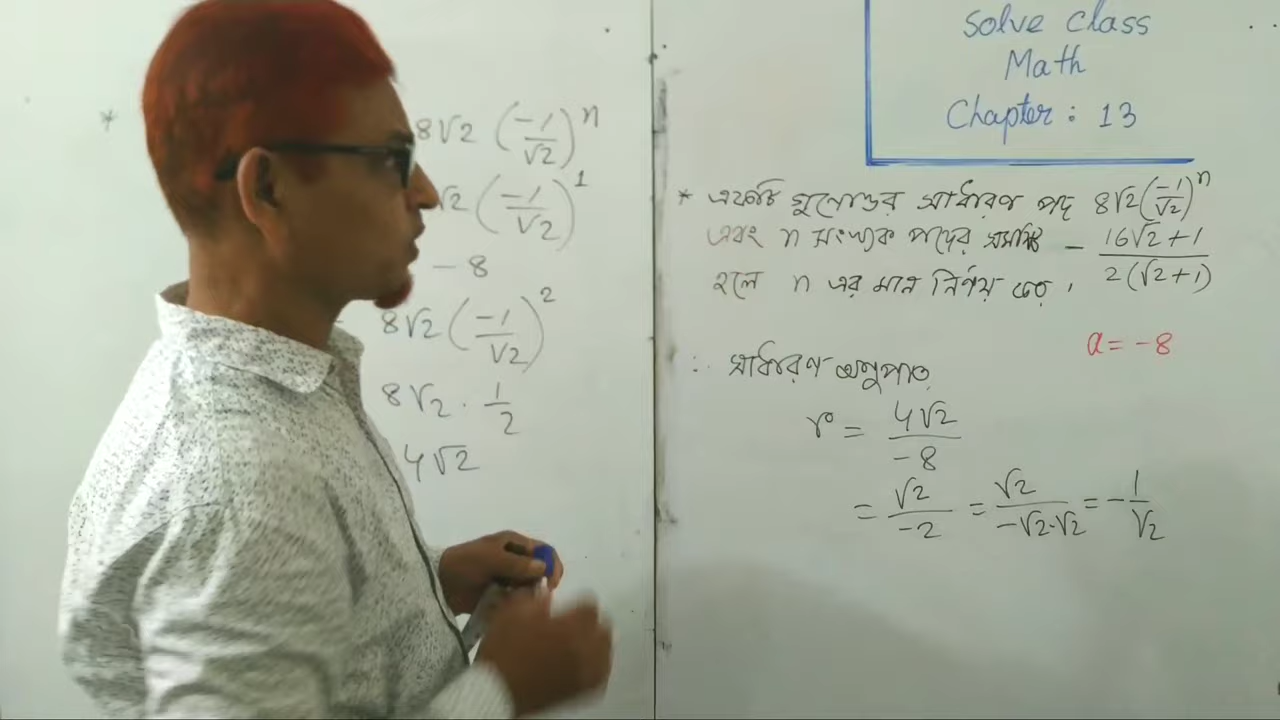 *
8√2 (-1/√2)^n
√2 (-1/√2)^1
-8
8√2 (-1/√2)^2
8√2 · 1/2
4√2
Solve Class
Math
Chapter : 13
* একটি গুনোত্তর সাধারণ পদ 8√2(-1/√2)^n
এবং n সংখ্যক পদের সমষ্টি - (16√2+1)/(2(√2+1))
হলে n এর মান নির্ণয় কর।
a = -8
∴ সাধারণ অনুপাত,
r = 4√2/-8
= √2/-2 = √2/(-√2·√2) = -1/√2